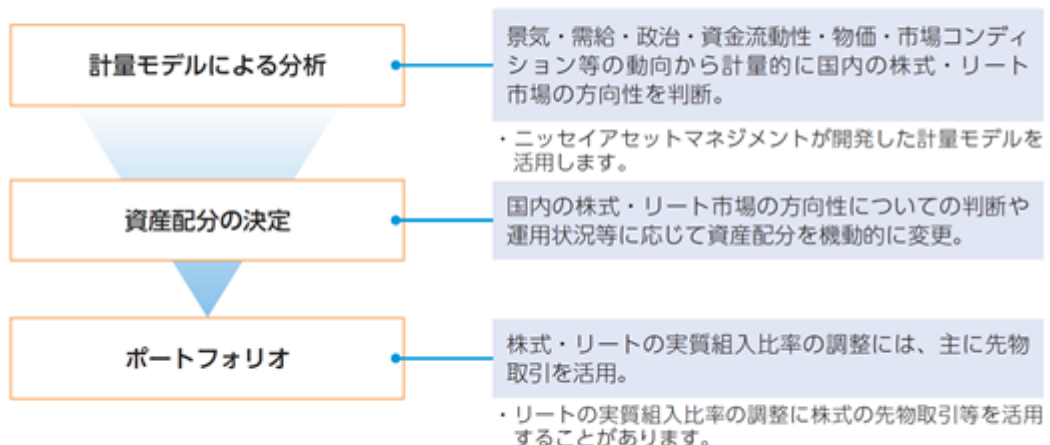 計量モデルによる分析
景気・需給・政治・資金流動性・物価・市場コンディ
ション等の動向から計量的に国内の株式・リート
市場の方向性を判断。
・ニッセイアセットマネジメントが開発した計量モデルを
活用します。
資産配分の決定
国内の株式・リート市場の方向性についての判断や
運用状況等に応じて資産配分を機動的に変更。
ポートフォリオ
株式・リートの実質組入比率の調整には、主に先物
取引を活用。
・リートの実質組入比率の調整に株式の先物取引等を活用
することがあります。